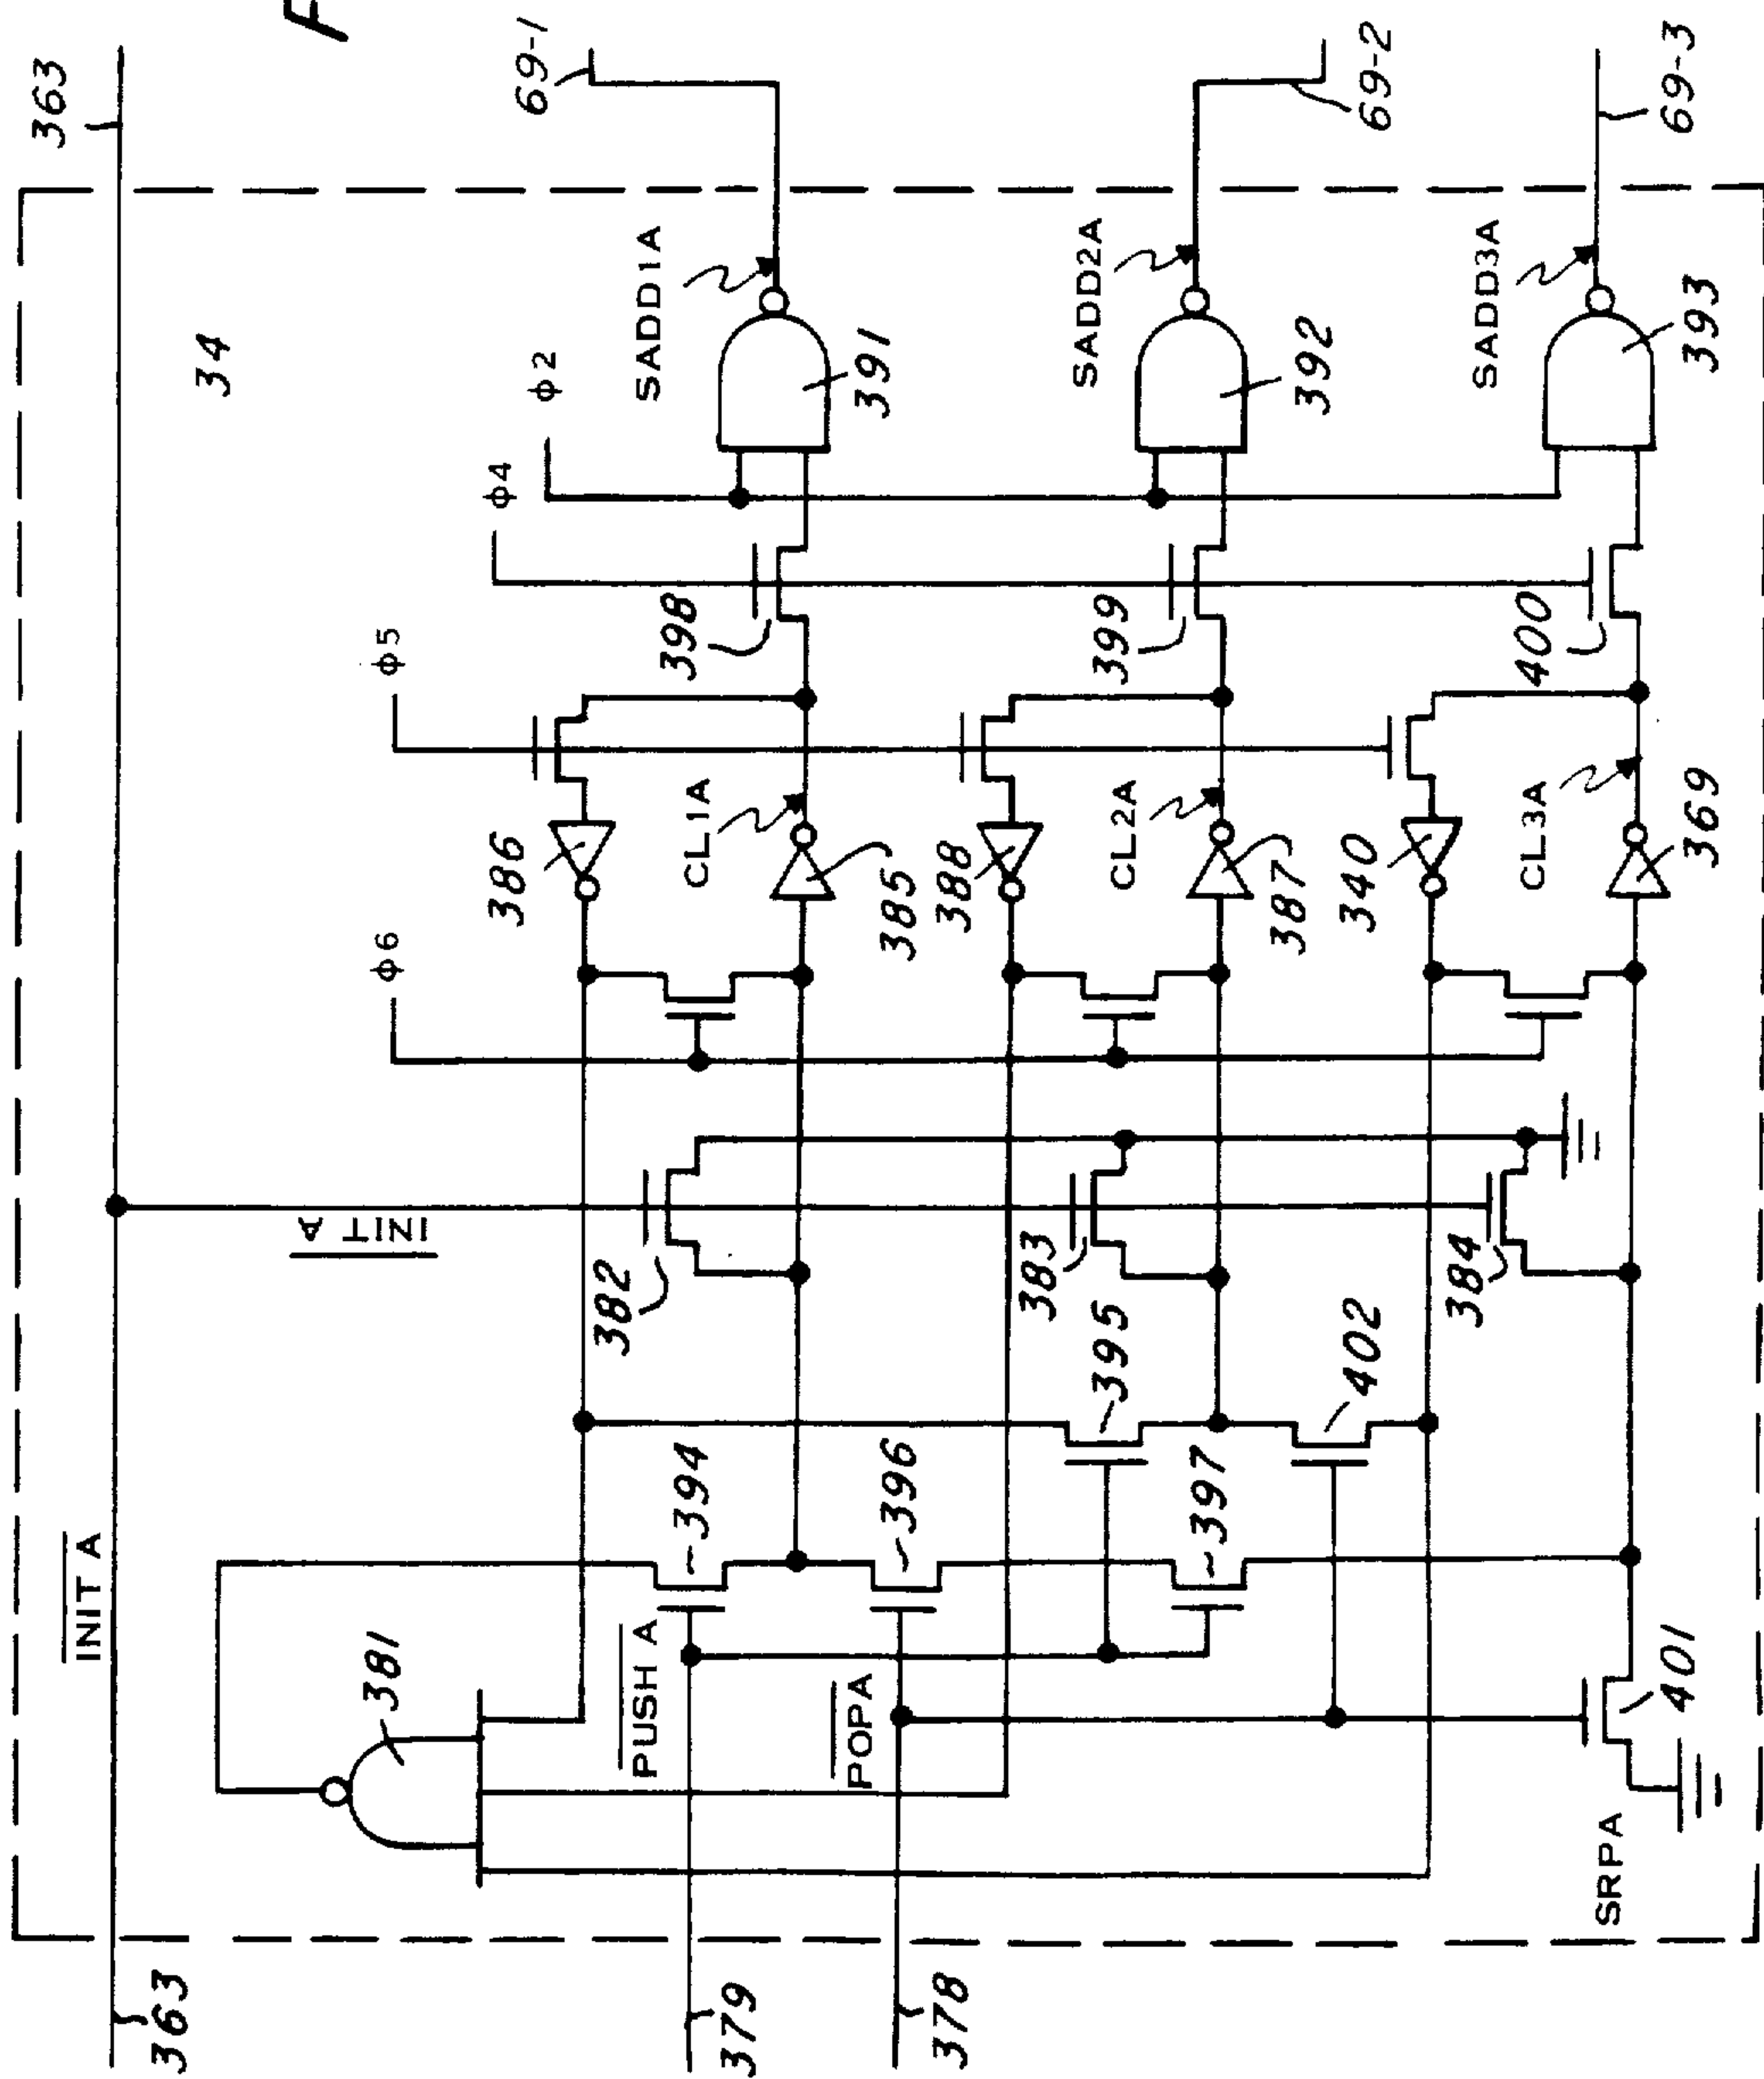 363
INIT A
363
34
F
INIT A
381
φ6
φ5
φ4
386
69-1
φ2
382
PUSH A
SADD1A
398
394
CL1A
379
POPA
391
385
396
378
388
383
SADD2A
395
399
CL2A
397
387
392
402
340
69-2
384
SADD3A
400
CL3A
SRPA
401
369
393
69-3